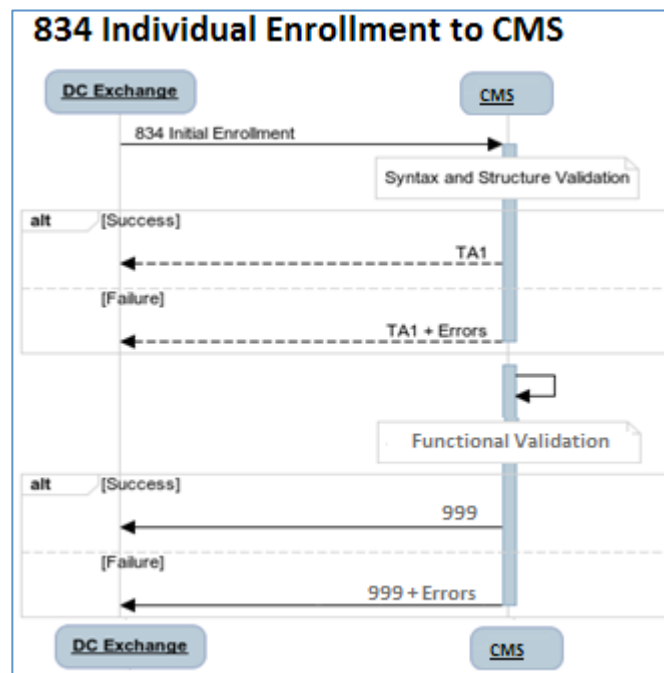 834 Individual Enrollment to CMS
DC Exchange
CMS
834 Initial Enrollment
Syntax and Structure Validation
alt
[Success]
TA1
[Failure]
TA1 + Errors
Functional Validation
alt
[Success]
999
[Failure]
999 + Errors
DC Exchange
CMS